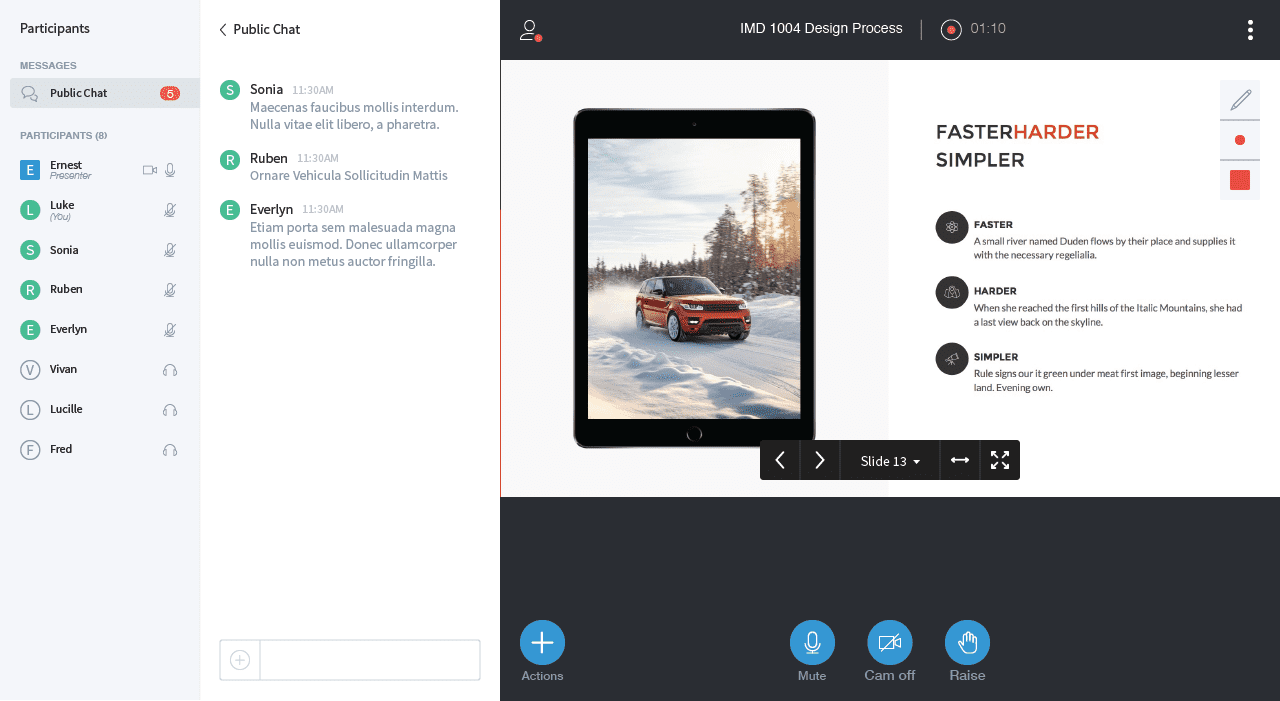 Participants
MESSAGES
Public Chat
5
PARTICIPANTS (8)
E
Ernest
Presenter
L
Luke
(You)
S
Sonia
R
Ruben
E
Everlyn
V
Vivan
L
Lucille
F
Fred
Public Chat
S
Sonia 11:30AM
Maecenas faucibus mollis interdum.
Nulla vitae elit libero, a pharetra.
R
Ruben 11:30AM
Ornare Vehicula Sollicitudin Mattis
E
Everlyn 11:30AM
Etiam porta sem malesuada magna
mollis euismod. Donec ullamcorper
nulla non metus auctor fringilla.
IMD 1004 Design Process
01:10
FASTERHARDER
SIMPLER
FASTER
A small river named Duden flows by their place and supplies it
with the necessary regelialia.
HARDER
When she reached the first hills of the Italic Mountains, she had
a last view back on the skyline.
SIMPLER
Rule signs our it green under meat first image, beginning lesser
land. Evening own.
Slide 13
Actions
Mute
Cam off
Raise